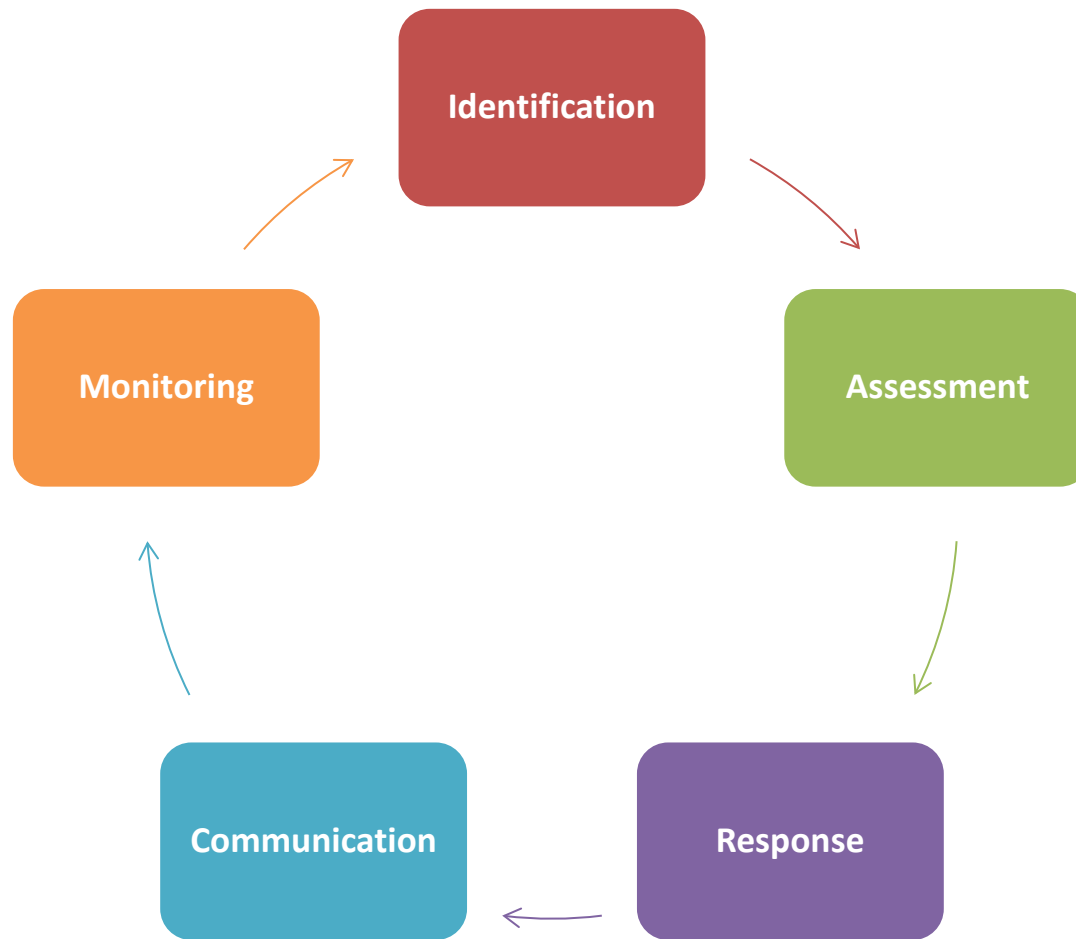 Identification
Assessment
Response
Communication
Monitoring